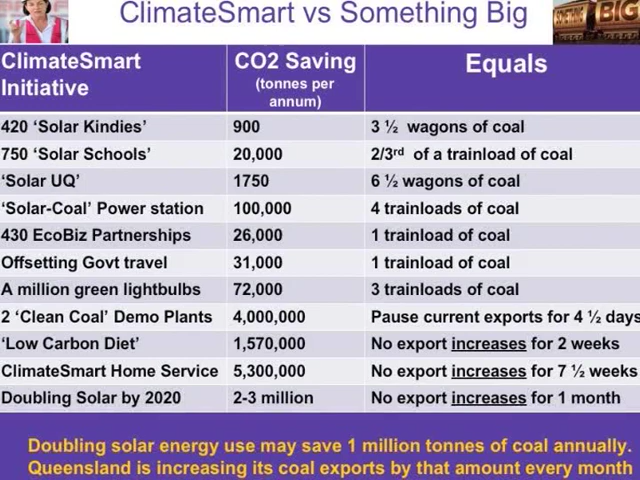 ClimateSmart vs Something Big
SOMETHING BIG
ClimateSmart Initiative CO2 Saving (tonnes per annum) Equals
420 ‘Solar Kindies’ 900 3 ½ wagons of coal
750 ‘Solar Schools’ 20,000 2/3rd of a trainload of coal
‘Solar UQ’ 1750 6 ½ wagons of coal
‘Solar-Coal’ Power station 100,000 4 trainloads of coal
430 EcoBiz Partnerships 26,000 1 trainload of coal
Offsetting Govt travel 31,000 1 trainload of coal
A million green lightbulbs 72,000 3 trainloads of coal
2 ‘Clean Coal’ Demo Plants 4,000,000 Pause current exports for 4 ½ days
‘Low Carbon Diet’ 1,570,000 No export increases for 2 weeks
ClimateSmart Home Service 5,300,000 No export increases for 7 ½ weeks
Doubling Solar by 2020 2-3 million No export increases for 1 month
Doubling solar energy use may save 1 million tonnes of coal annually.
Queensland is increasing its coal exports by that amount every month